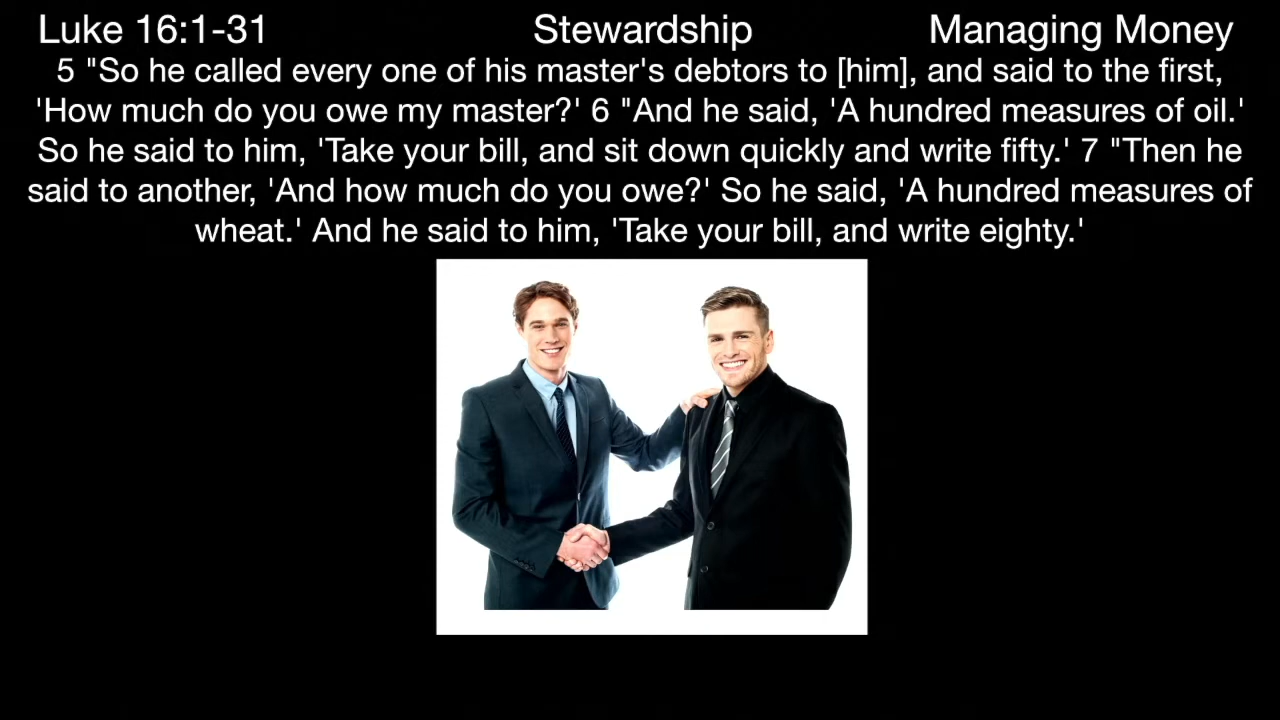 Luke 16:1-31 Stewardship Managing Money
5 "So he called every one of his master's debtors to [him], and said to the first,
'How much do you owe my master?' 6 "And he said, 'A hundred measures of oil.'
So he said to him, 'Take your bill, and sit down quickly and write fifty.' 7 "Then he
said to another, 'And how much do you owe?' So he said, 'A hundred measures of
wheat.' And he said to him, 'Take your bill, and write eighty.'